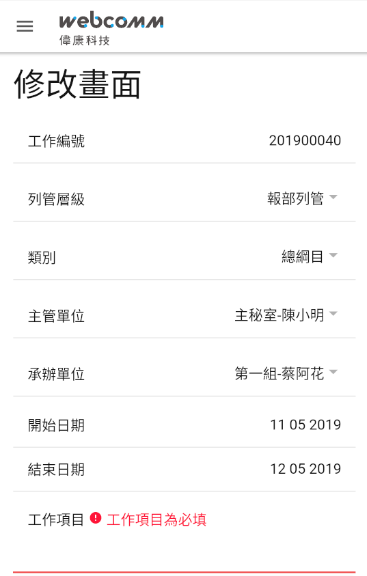 webcomm
偉康科技
修改畫面
工作編號 201900040
列管層級 報部列管
類別 總綱目
主管單位 主秘室-陳小明
承辦單位 第一組-蔡阿花
開始日期 11 05 2019
結束日期 12 05 2019
工作項目 工作項目為必填